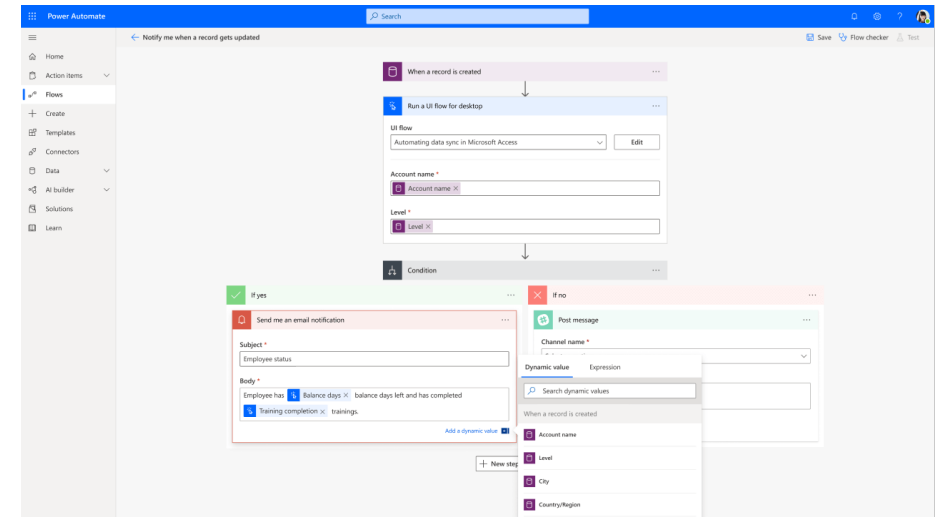 Power Automate
Search
Notify me when a record gets updated
Save
Flow checker
Test
Home
Action items
Flows
Create
Templates
Connectors
Data
AI builder
Solutions
Learn
When a record is created
Run a UI flow for desktop
UI flow
Automating data sync in Microsoft Access
Edit
Account name *
Account name ×
Level *
Level ×
Condition
If yes
Send me an email notification
Subject *
Employee status
Body *
Employee has Balance days × balance days left and has completed
Training completion × trainings.
Add a dynamic value
New step
If no
Post message
Channel name *
Dynamic value
Expression
Search dynamic values
When a record is created
Account name
Level
City
Country/Region